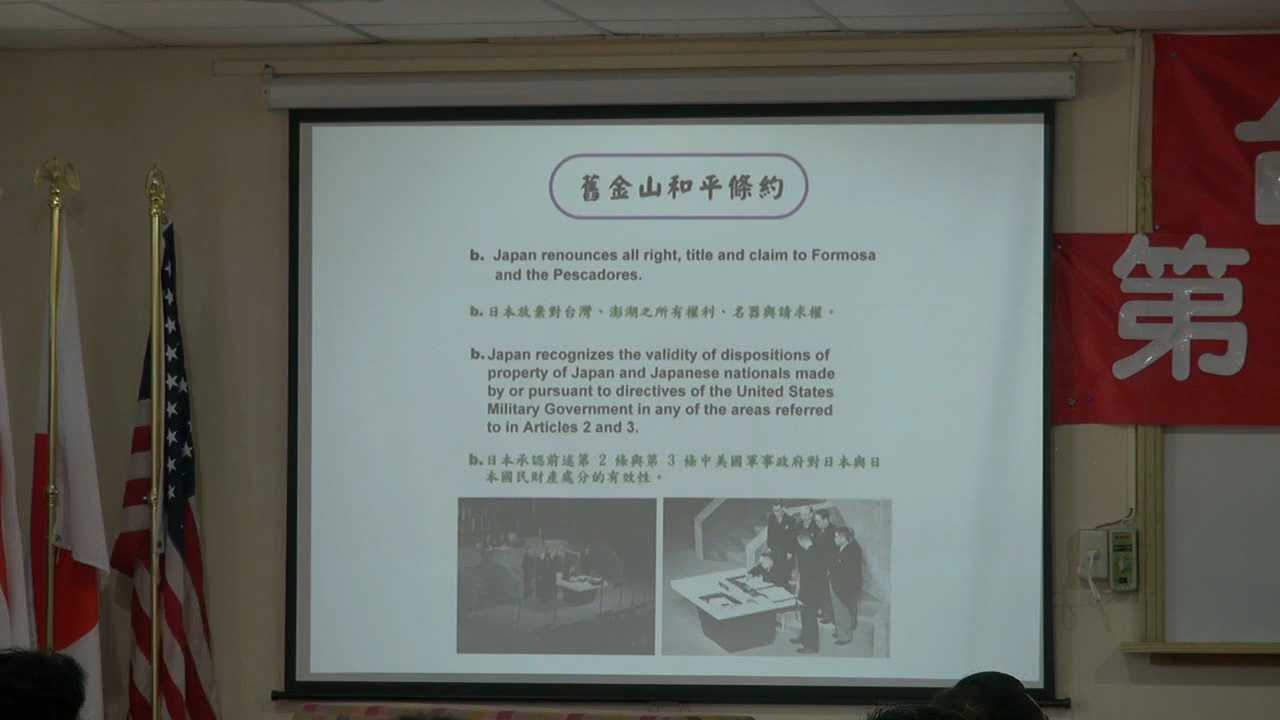 舊金山和平條約
b. Japan renounces all right, title and claim to Formosa
and the Pescadores.
b. 日本放棄對台灣、澎湖之所有權利、名器與請求權。
b. Japan recognizes the validity of dispositions of
property of Japan and Japanese nationals made
by or pursuant to directives of the United States
Military Government in any of the areas referred
to in Articles 2 and 3.
b. 日本承認前述第 2 條與第 3 條中美國軍事政府對日本與日
本國民財產處分的有效性。
第